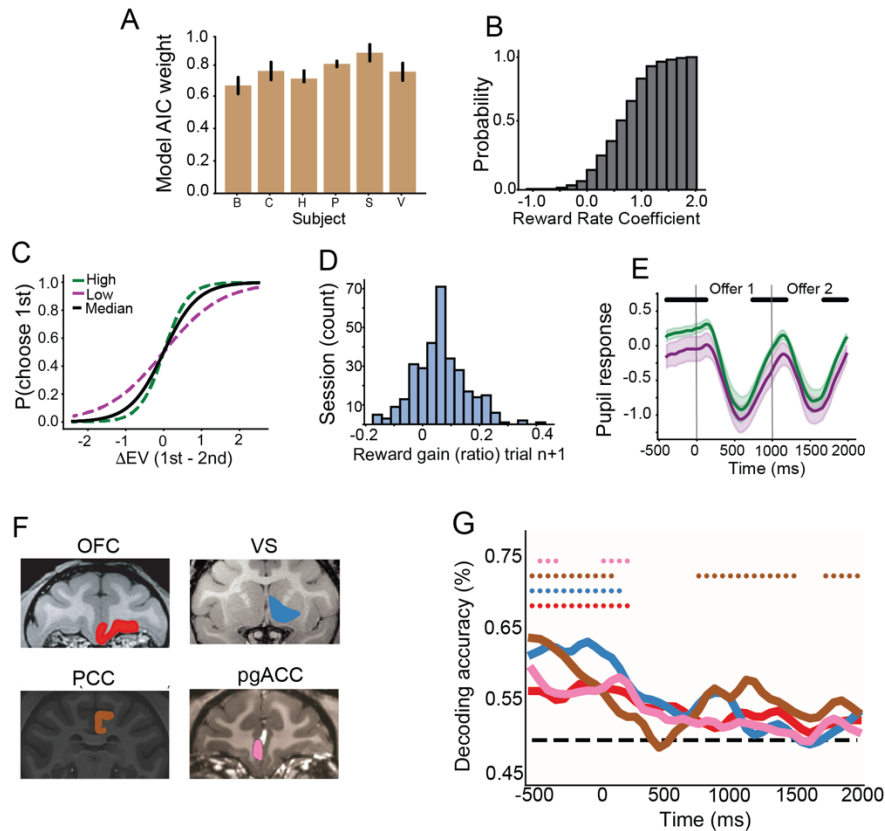 A
Model AIC weight
1.0
0.8
0.6
0.4
0.2
0.0
B C H P S V
Subject
B
Probability
1.0
0.5
0.0
-1.0 0.0 1.0 2.0
Reward Rate Coefficient
C
P(choose 1st)
1.0
0.8
0.6
0.4
0.2
0.0
High
Low
Median
-2 -1 0 1 2
ΔEV (1st - 2nd)
D
Session (count)
70
50
30
10
-0.2 0 0.2 0.4
Reward gain (ratio) trial n+1
E
Offer 1 Offer 2
Pupil response
0.5
0.0
-0.5
-1.0
-500 0 500 1000 1500 2000
Time (ms)
F
OFC VS
PCC pgACC
G
Decoding accuracy (%)
0.75
0.65
0.55
0.45
-500 0 500 1000 1500 2000
Time (ms)